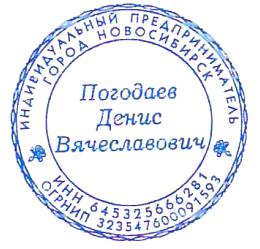 ИНДИВИДУАЛЬНЫЙ ПРЕДПРИНИМАТЕЛЬ
ГОРОД НОВОСИБИРСК
Погодаев
Денис
Вячеславович
ИНН 645325666281
ОГРНИП 323547600091593